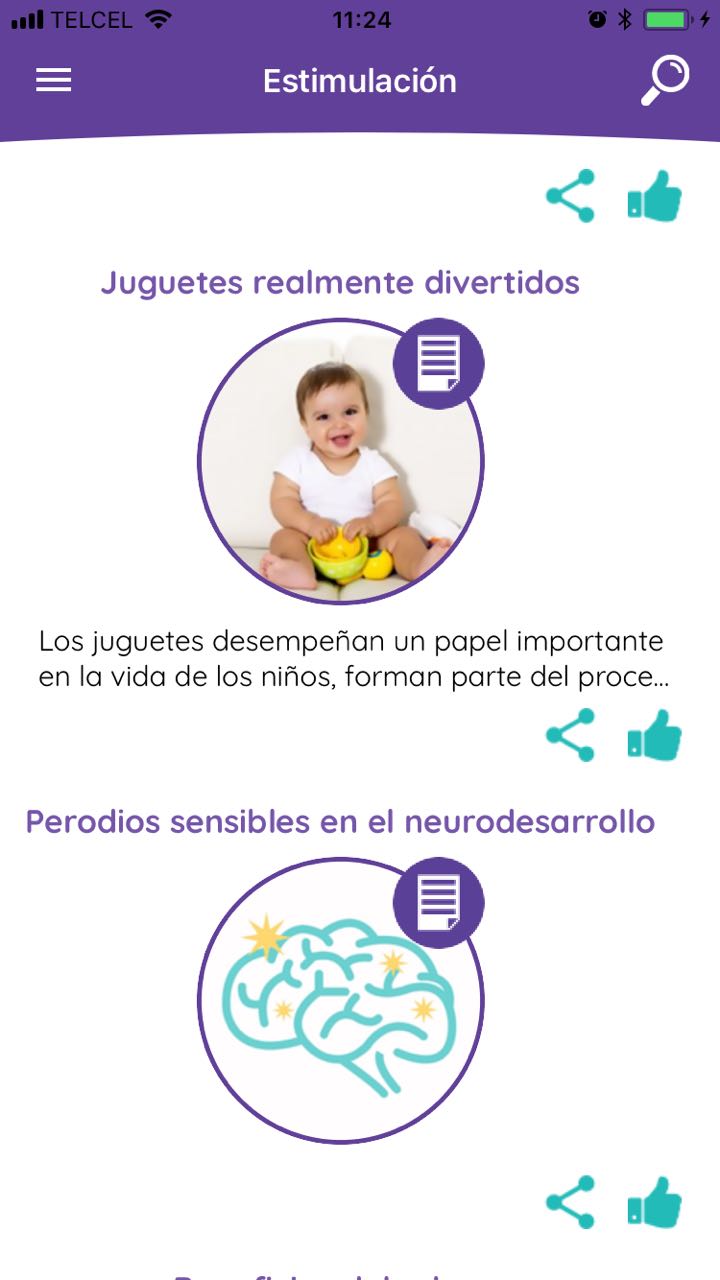 TELCEL 11:24
Estimulación
Juguetes realmente divertidos
Los juguetes desempeñan un papel importante
en la vida de los niños, forman parte del proce...
Perodios sensibles en el neurodesarrollo